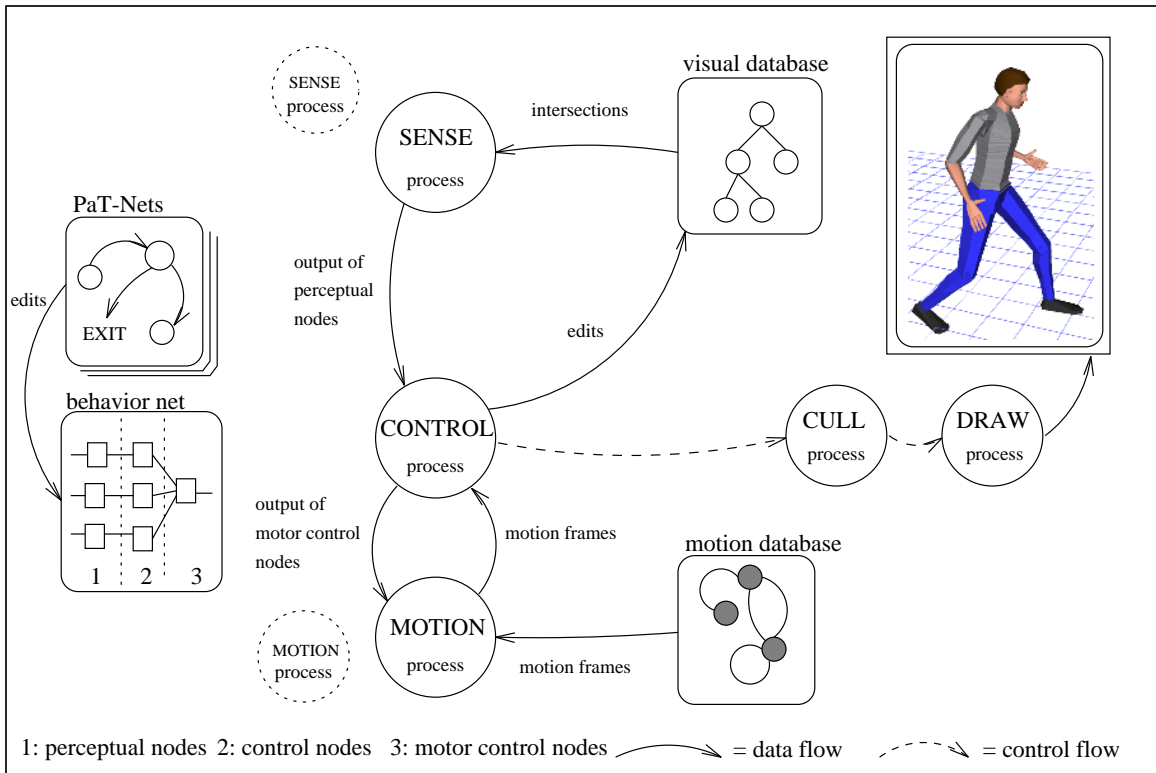 SENSE
process
SENSE
process
intersections
visual database
PaT-Nets
edits
EXIT
output of
perceptual
nodes
edits
behavior net
1 2 3
CONTROL
process
CULL
process
DRAW
process
output of
motor control
nodes
motion frames
motion database
MOTION
process
MOTION
process
motion frames
1: perceptual nodes 2: control nodes 3: motor control nodes = data flow = control flow